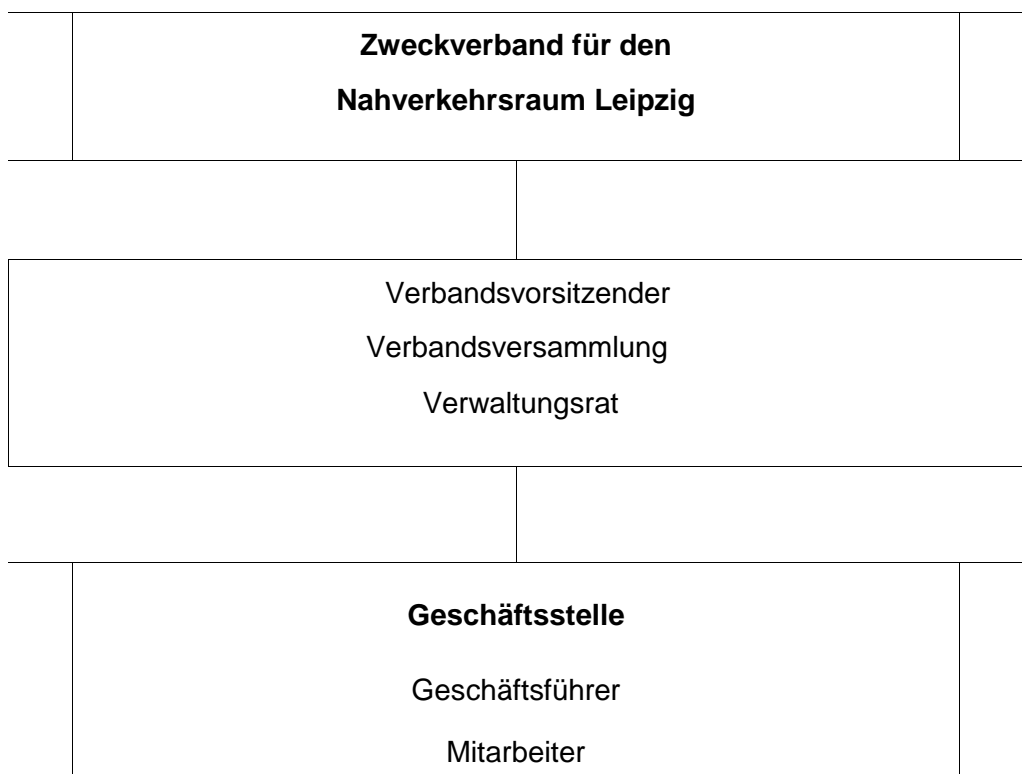 Zweckverband für den
Nahverkehrsraum Leipzig
Verbandsvorsitzender
Verbandsversammlung
Verwaltungsrat
Geschäftsstelle
Geschäftsführer
Mitarbeiter